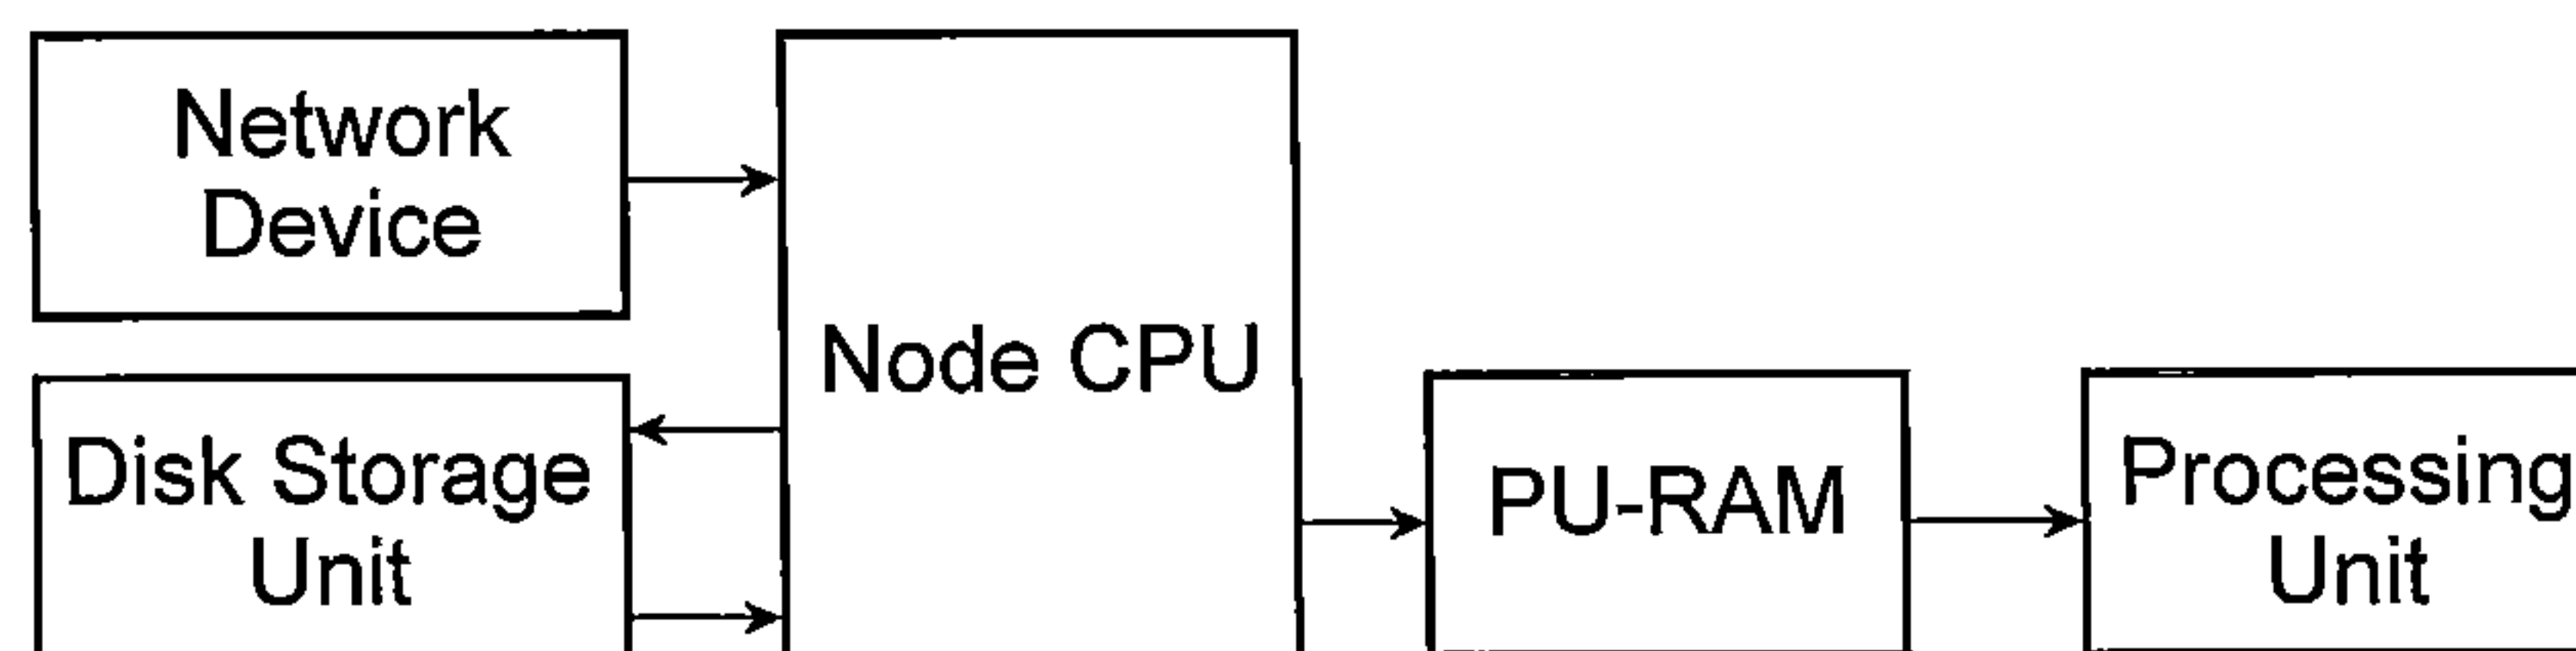 Network
Device
Node CPU
Disk Storage
Unit
PU-RAM
Processing
Unit